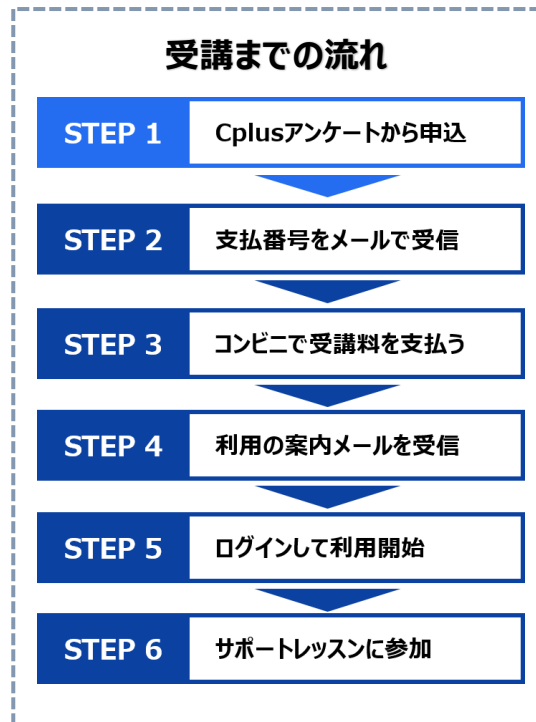 受講までの流れ
STEP 1
Cplusアンケートから申込
STEP 2
支払番号をメールで受信
STEP 3
コンビニで受講料を支払う
STEP 4
利用の案内メールを受信
STEP 5
ログインして利用開始
STEP 6
サポートレッスンに参加